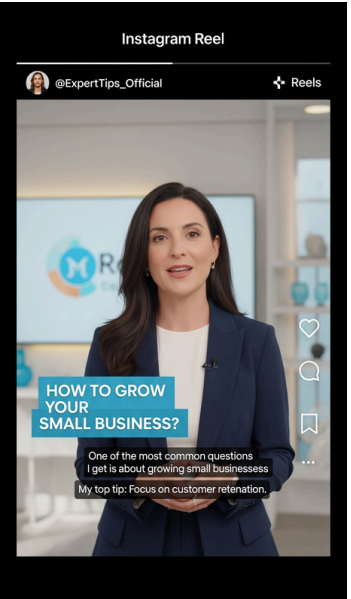 Instagram Reel
@ExpertTips_Official
Reels
HOW TO GROW
YOUR
SMALL BUSINESS?
One of the most common questions
I get is about growing small businessess
My top tip: Focus on customer retenation.